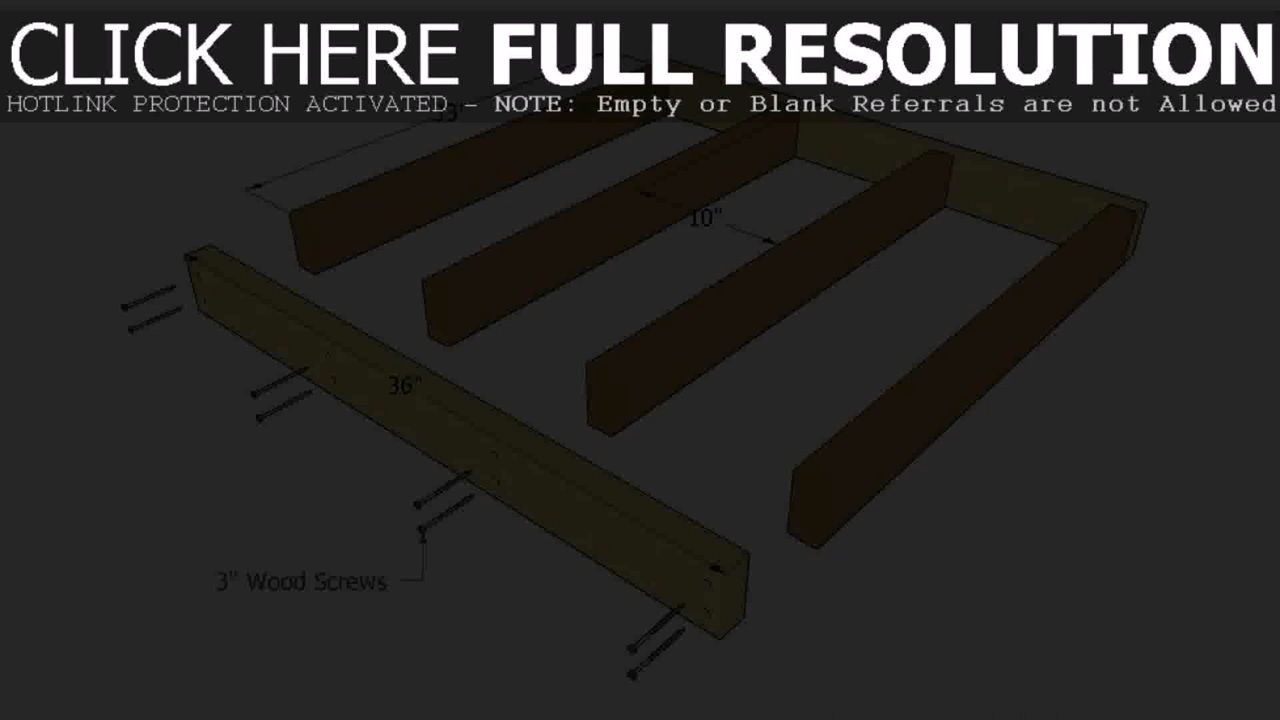 CLICK HERE FULL RESOLUTION
HOTLINK PROTECTION ACTIVATED - NOTE: Empty or Blank Referrals are not Allowed
33"
10"
36"
3" Wood Screws